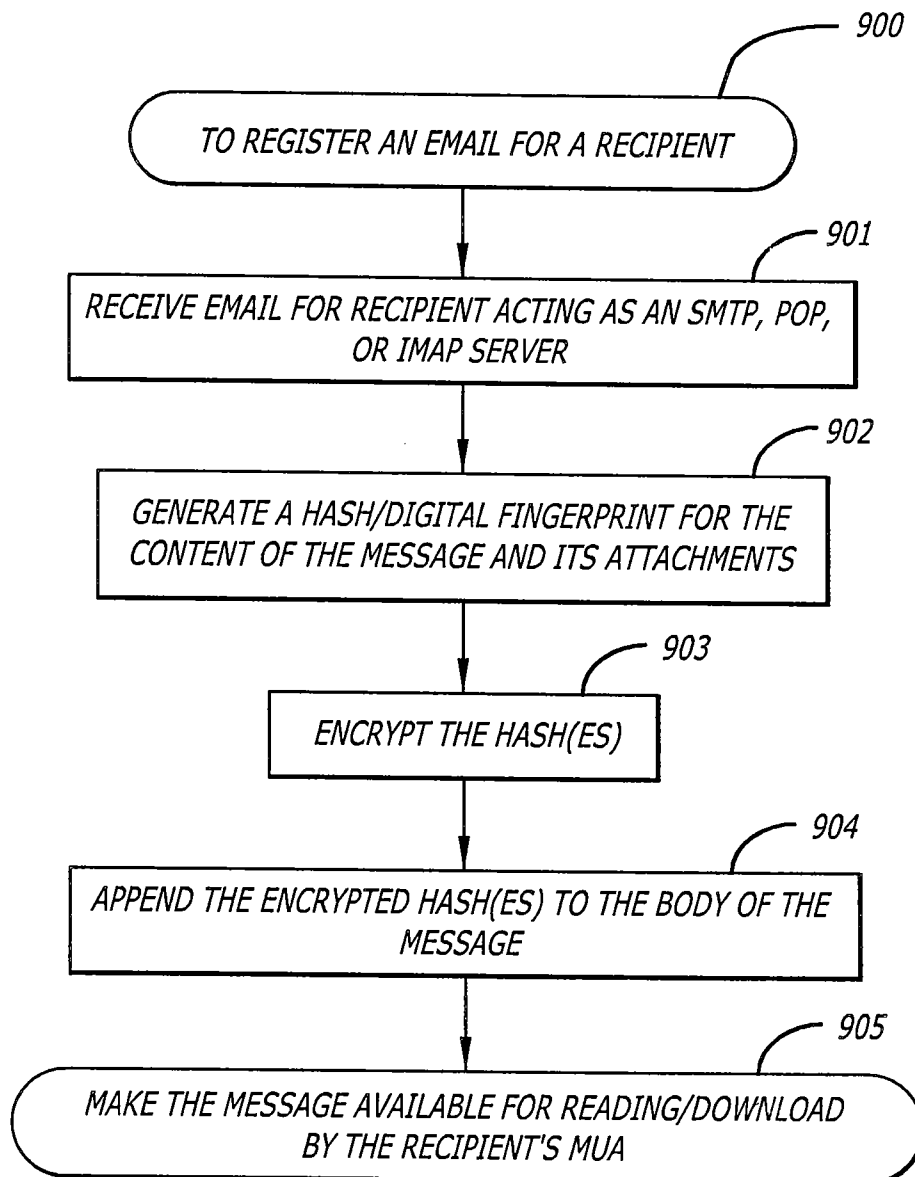 900
TO REGISTER AN EMAIL FOR A RECIPIENT
901
RECEIVE EMAIL FOR RECIPIENT ACTING AS AN SMTP, POP,
OR IMAP SERVER
902
GENERATE A HASH/DIGITAL FINGERPRINT FOR THE
CONTENT OF THE MESSAGE AND ITS ATTACHMENTS
903
ENCRYPT THE HASH(ES)
904
APPEND THE ENCRYPTED HASH(ES) TO THE BODY OF THE
MESSAGE
905
MAKE THE MESSAGE AVAILABLE FOR READING/DOWNLOAD
BY THE RECIPIENT'S MUA